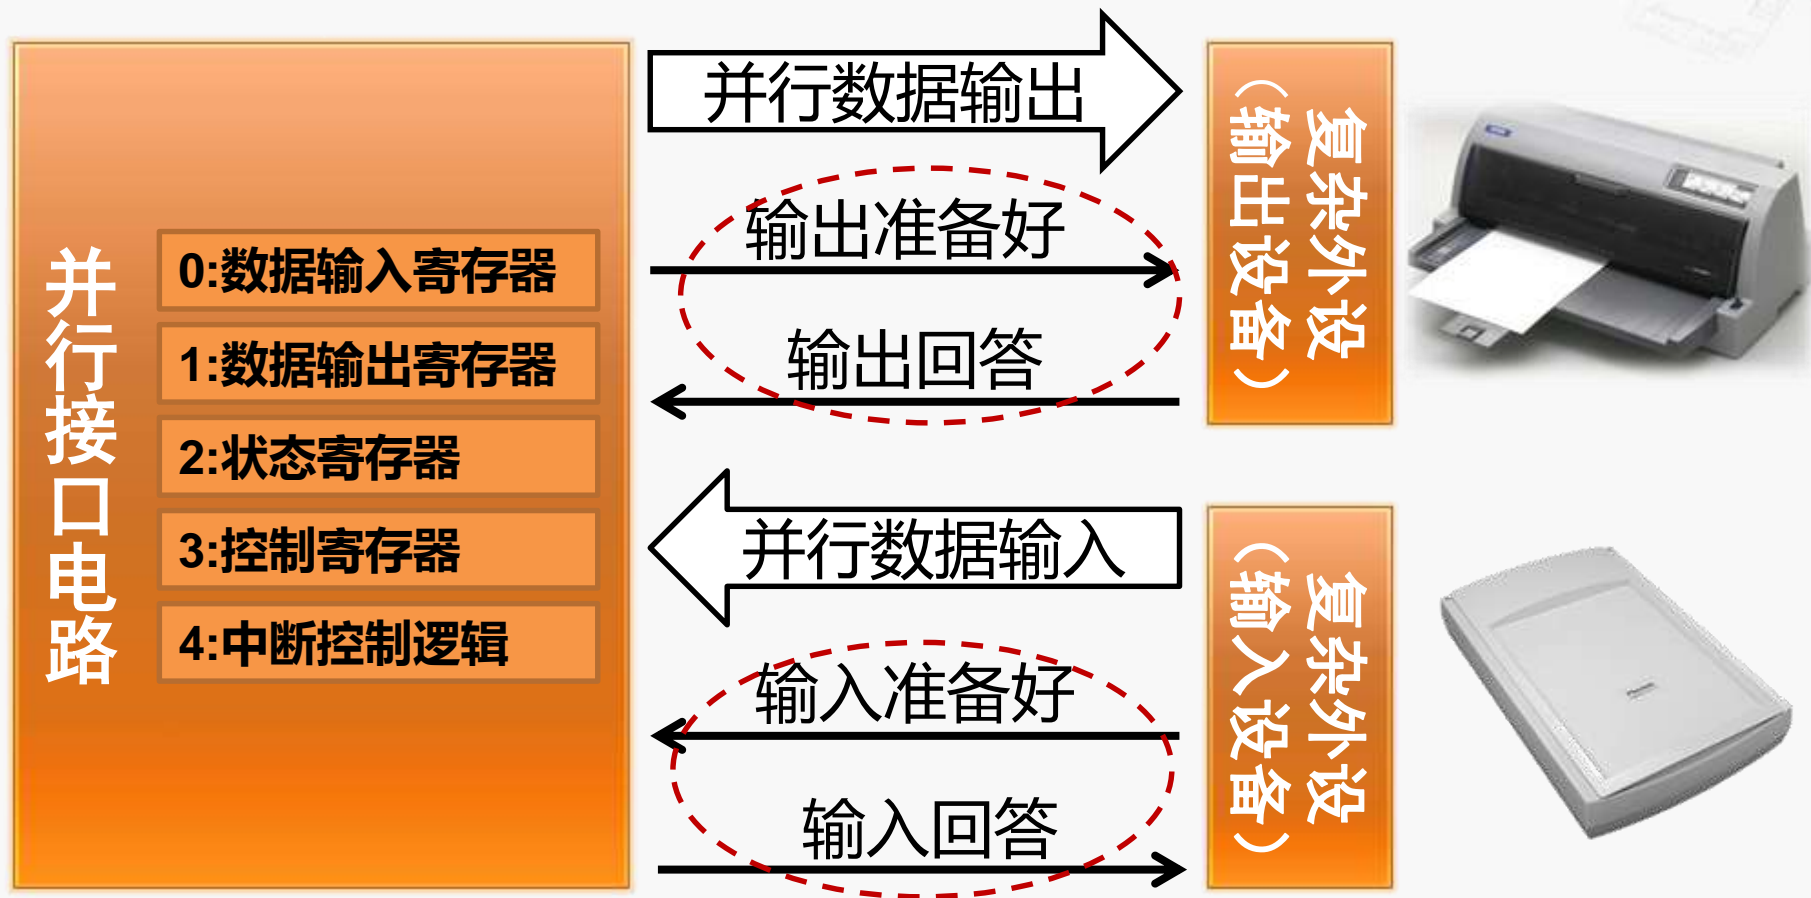 并行接口电路
0:数据输入寄存器
1:数据输出寄存器
2:状态寄存器
3:控制寄存器
4:中断控制逻辑
并行数据输出
输出准备好
输出回答
复杂外设
（输出设备）
并行数据输入
输入准备好
输入回答
复杂外设
（输入设备）